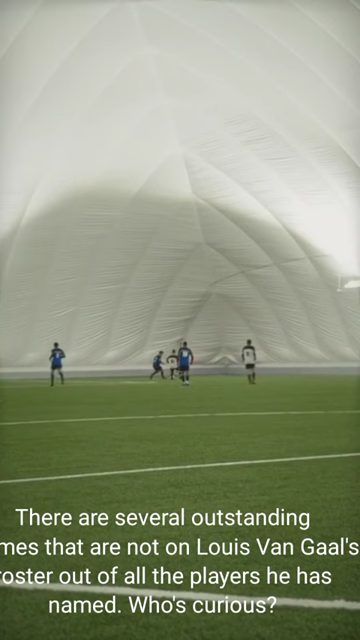 There are several outstanding
mes that are not on Louis Van Gaal's
roster out of all the players he has
named. Who's curious?